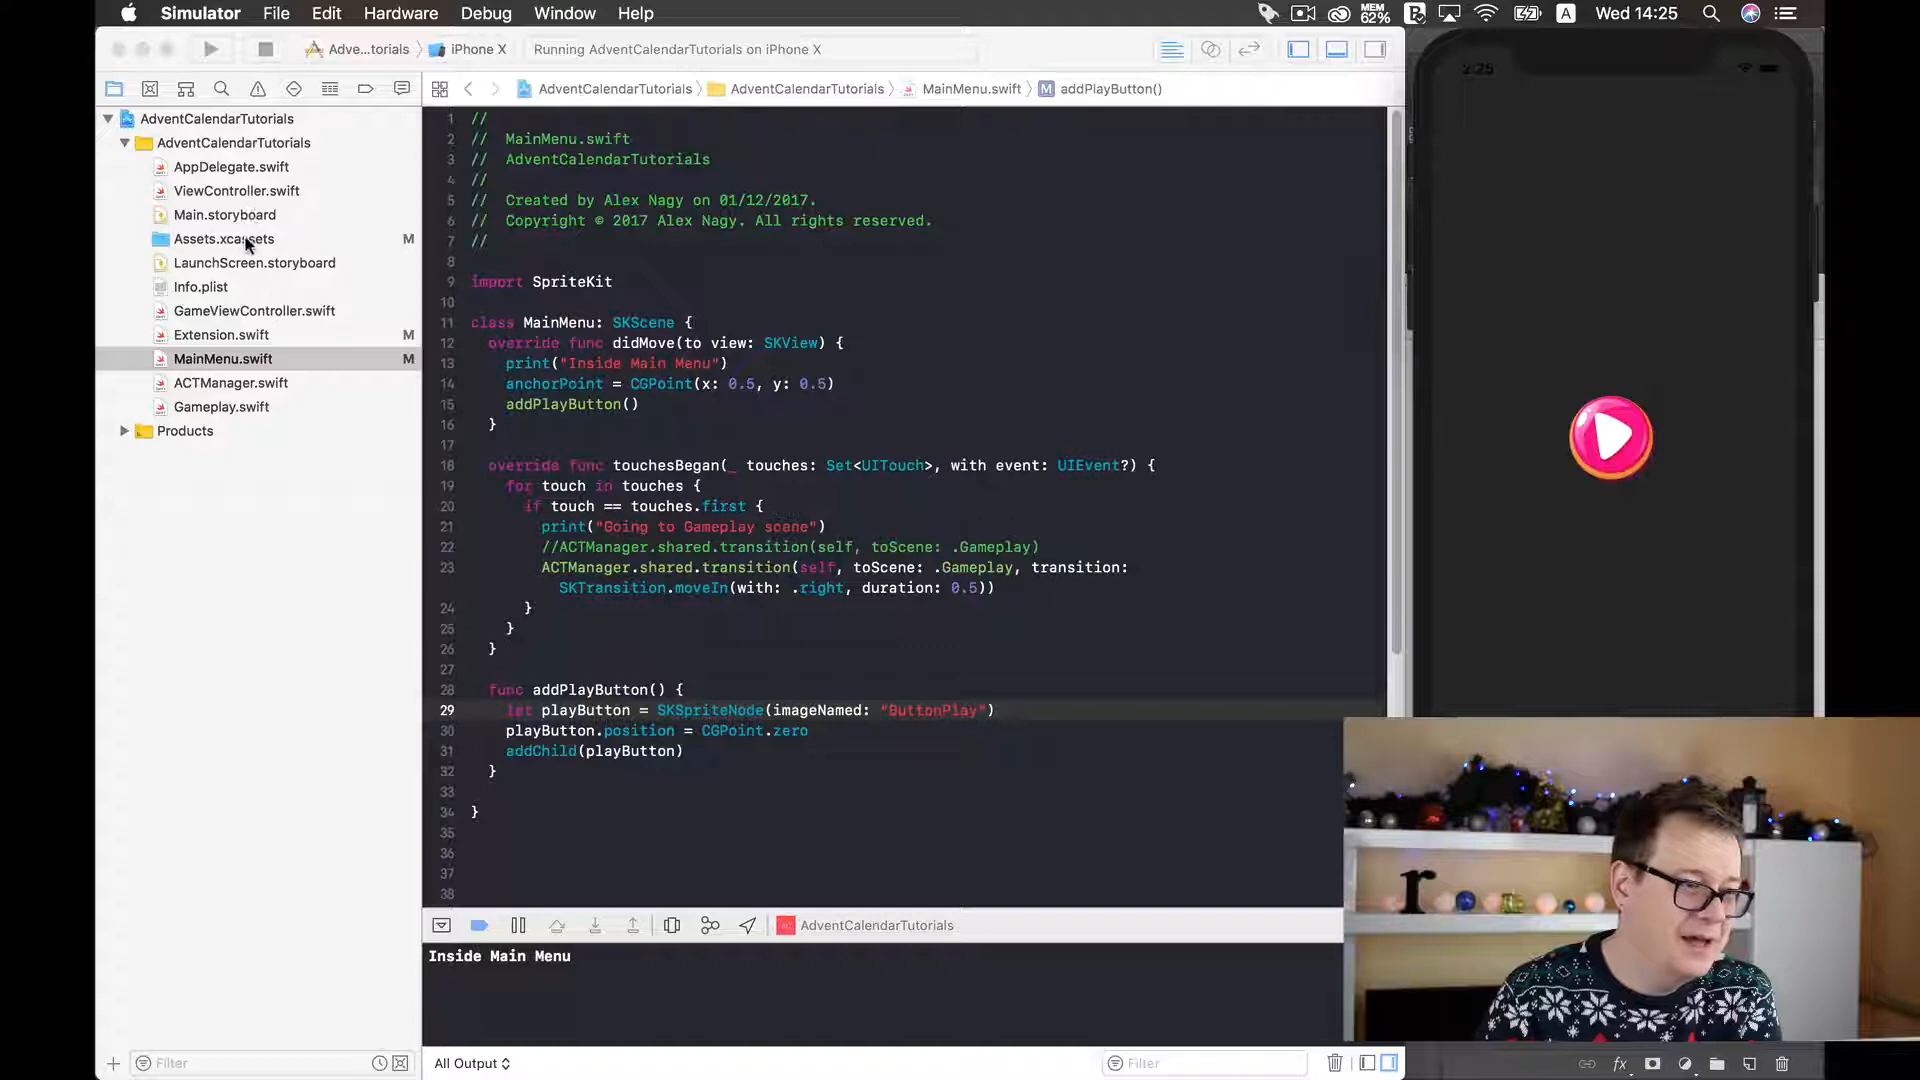 Simulator File Edit Hardware Debug Window Help MEM 62% A Wed 14:25
Adve...torials iPhone X Running AdventCalendarTutorials on iPhone X
2:25
AdventCalendarTutorials AdventCalendarTutorials MainMenu.swift M addPlayButton()
AdventCalendarTutorials
AdventCalendarTutorials
AppDelegate.swift
ViewController.swift
Main.storyboard
Assets.xcassets M
LaunchScreen.storyboard
Info.plist
GameViewController.swift
Extension.swift M
MainMenu.swift M
ACTManager.swift
Gameplay.swift
Products
1 //
2 // MainMenu.swift
3 // AdventCalendarTutorials
4 //
5 // Created by Alex Nagy on 01/12/2017.
6 // Copyright © 2017 Alex Nagy. All rights reserved.
7 //
8
9 import SpriteKit
10
11 class MainMenu: SKScene {
12 override func didMove(to view: SKView) {
13 print("Inside Main Menu")
14 anchorPoint = CGPoint(x: 0.5, y: 0.5)
15 addPlayButton()
16 }
17
18 override func touchesBegan(_ touches: Set<UITouch>, with event: UIEvent?) {
19 for touch in touches {
20 if touch == touches.first {
21 print("Going to Gameplay scene")
22 //ACTManager.shared.transition(self, toScene: .Gameplay)
23 ACTManager.shared.transition(self, toScene: .Gameplay, transition:
SKTransition.moveIn(with: .right, duration: 0.5))
24 }
25 }
26 }
27
28 func addPlayButton() {
29 let playButton = SKSpriteNode(imageNamed: "ButtonPlay")
30 playButton.position = CGPoint.zero
31 addChild(playButton)
32 }
33
34 }
35
36
37
38
AdventCalendarTutorials
Inside Main Menu
Filter All Output Filter fx
r